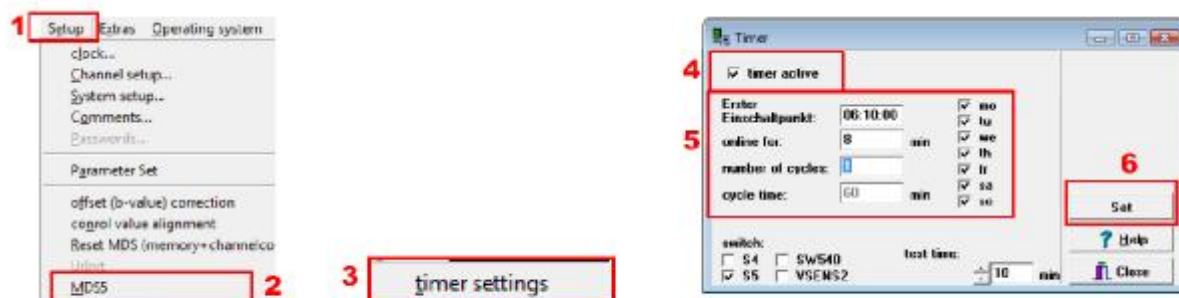 1
Setup Extras Operating system
clock...
Channel setup...
System setup...
Comments...
Passwords...
Parameter Set
offset (b-value) correction
conrol value alignment
Reset MDS (memory+channelco
MDS5
2
3
timer settings
Timer
4
timer active
5
Erster
Einschaltpunkt: 06:10:00
online for: 8 min
number of cycles: 1
cycle time: 60 min
mo
tu
we
th
fr
sa
so
6
Set
Help
Close
switch:
S4 SW540
S5 VSENS2
test time:
10 min